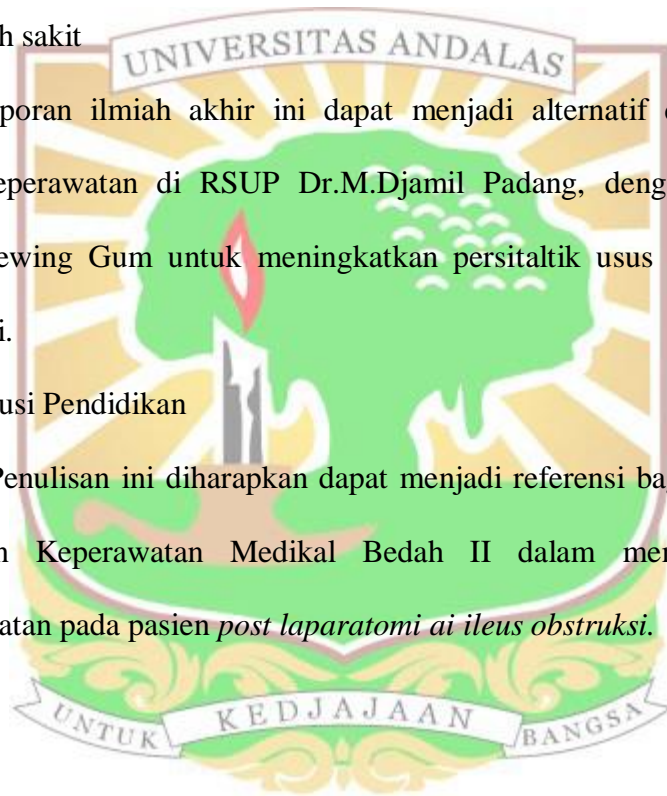 h sakit
UNIVERSITAS ANDALAS
poran ilmiah akhir ini dapat menjadi alternatif
eperawatan di RSUP Dr.M.Djamil Padang, deng
ewing Gum untuk meningkatkan persitaltik usus
i.
usi Pendidikan
Penulisan ini diharapkan dapat menjadi referensi ba
n Keperawatan Medikal Bedah II dalam mer
atan pada pasien post laparatomi ai ileus obstruksi.
UNTUK KEDJAJAAN BANGSA